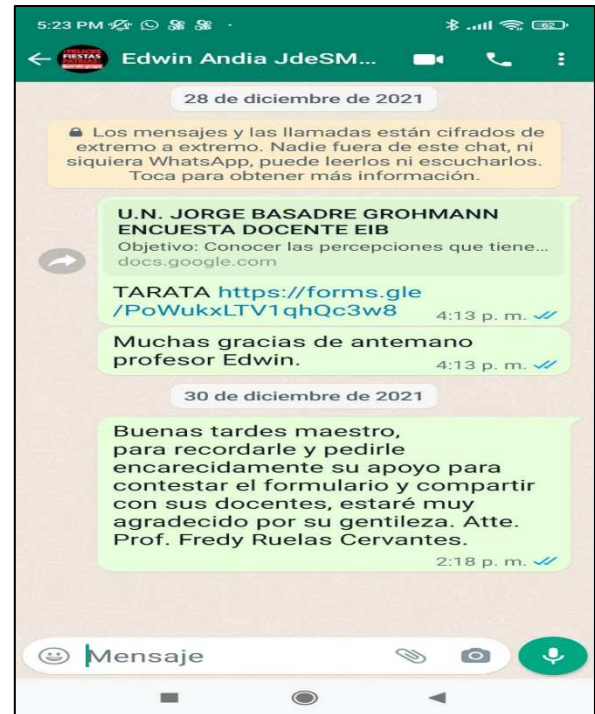 5:23 PM
62
Edwin Andia JdeSM...
28 de diciembre de 2021
Los mensajes y las llamadas están cifrados de
extremo a extremo. Nadie fuera de este chat, ni
siquiera WhatsApp, puede leerlos ni escucharlos.
Toca para obtener más información.
U.N. JORGE BASADRE GROHMANN
ENCUESTA DOCENTE EIB
Objetivo: Conocer las percepciones que tiene...
docs.google.com
TARATA https://forms.gle
/PoWukxLTV1qhQc3w8 4:13 p. m.
Muchas gracias de antemano
profesor Edwin. 4:13 p. m.
30 de diciembre de 2021
Buenas tardes maestro,
para recordarle y pedirle
encarecidamente su apoyo para
contestar el formulario y compartir
con sus docentes, estaré muy
agradecido por su gentileza. Atte.
Prof. Fredy Ruelas Cervantes.
2:18 p. m.
Mensaje